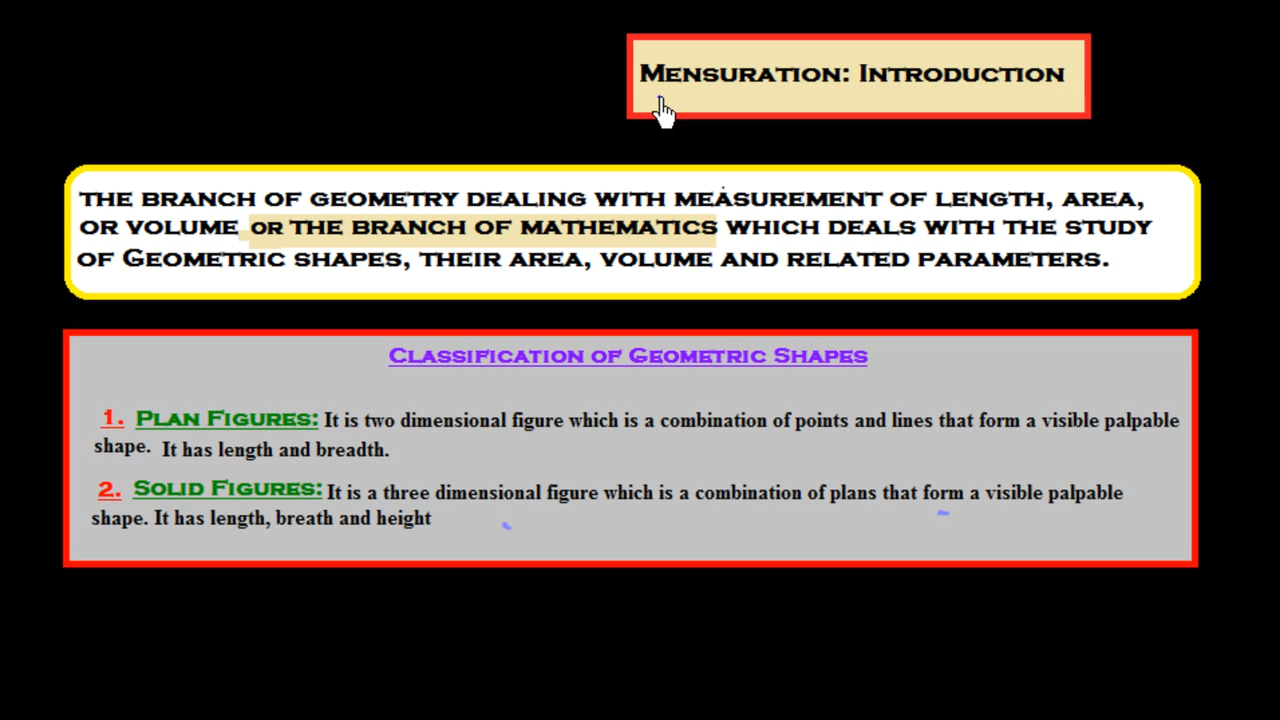 Mensuration: Introduction
THE BRANCH OF GEOMETRY DEALING WITH MEASUREMENT OF LENGTH, AREA,
OR VOLUME OR THE BRANCH OF MATHEMATICS WHICH DEALS WITH THE STUDY
OF GEOMETRIC SHAPES, THEIR AREA, VOLUME AND RELATED PARAMETERS.
Classification of Geometric Shapes
1. Plan Figures: It is two dimensional figure which is a combination of points and lines that form a visible palpable
shape. It has length and breadth.
2. Solid Figures: It is a three dimensional figure which is a combination of plans that form a visible palpable
shape. It has length, breath and height